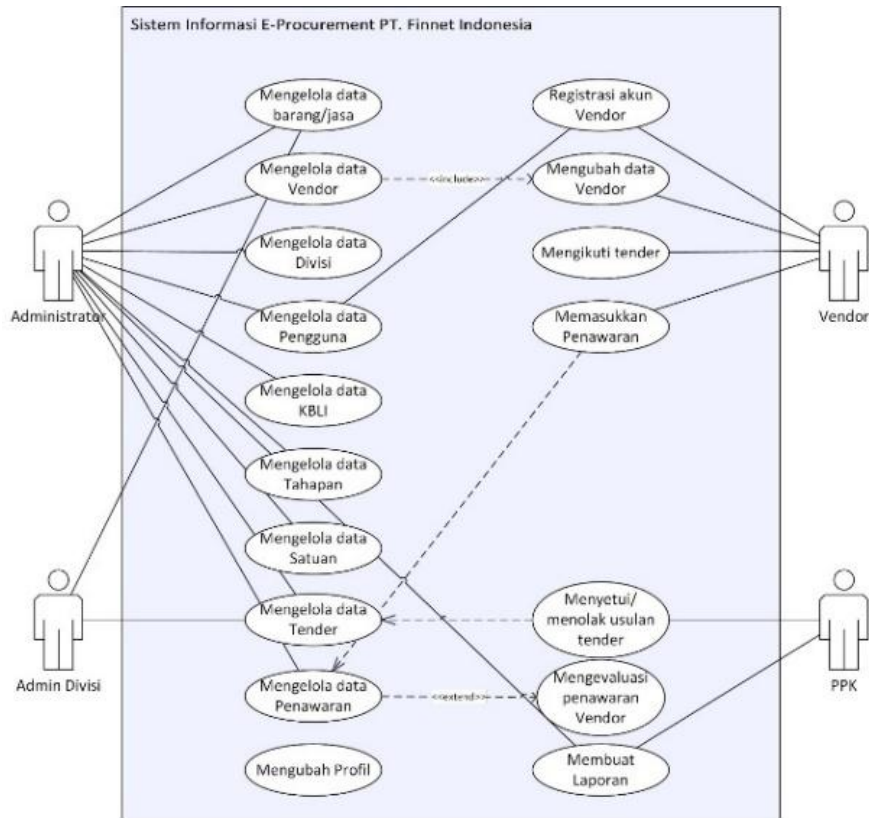 Sistem Informasi E-Procurement PT. Finnet Indonesia
Mengelola data
barang/jasa
Registrasi akun
Vendor
Mengelola data
Vendor
<<include>>
Mengubah data
Vendor
Mengelola data
Divisi
Mengikuti tender
Administrator
Vendor
Mengelola data
Pengguna
Memasukkan
Penawaran
Mengelola data
KBLI
Mengelola data
Tahapan
Mengelola data
Satuan
Mengelola data
Tender
Menyetui/
menolak usulan
tender
Admin Divisi
PPK
Mengelola data
Penawaran
<<extend>>
Mengevaluasi
penawaran
Vendor
Mengubah Profil
Membuat
Laporan